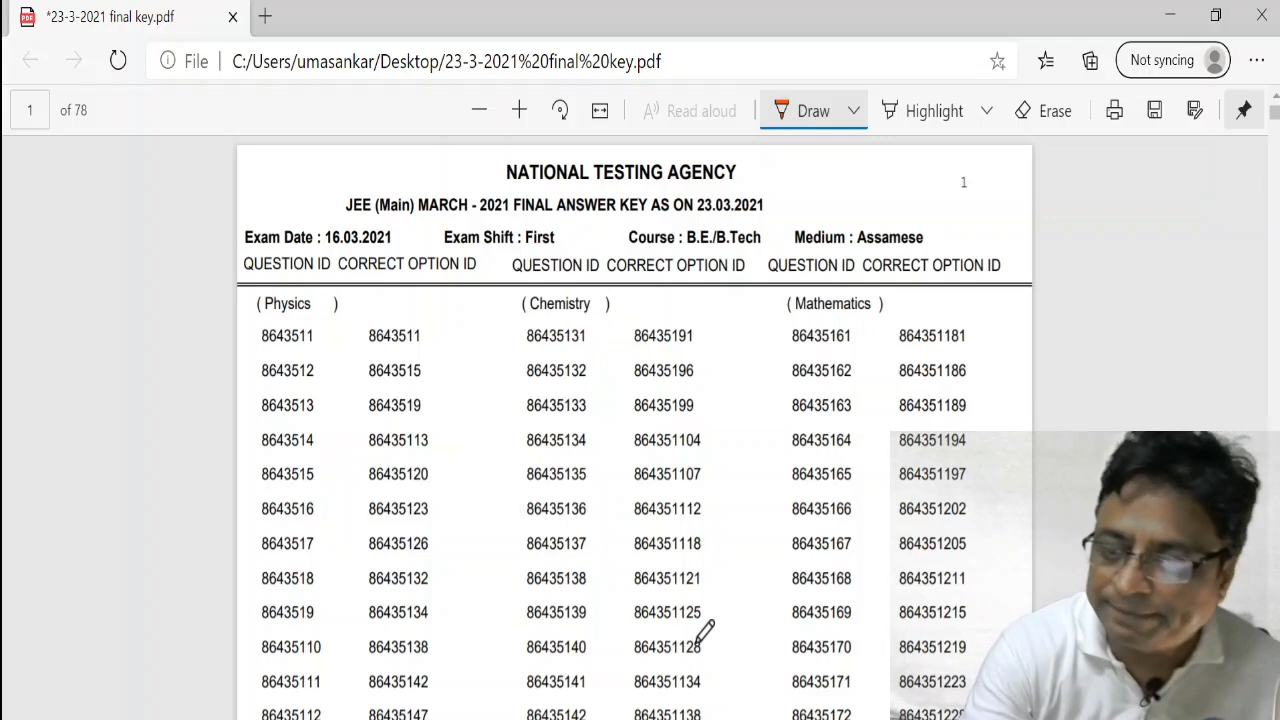 *23-3-2021 final key.pdf
File C:/Users/umasankar/Desktop/23-3-2021%20final%20key.pdf Not syncing
1 of 78 Read aloud Draw Highlight Erase
NATIONAL TESTING AGENCY
1
JEE (Main) MARCH - 2021 FINAL ANSWER KEY AS ON 23.03.2021
Exam Date : 16.03.2021 Exam Shift : First Course : B.E./B.Tech Medium : Assamese
QUESTION ID CORRECT OPTION ID QUESTION ID CORRECT OPTION ID QUESTION ID CORRECT OPTION ID
( Physics ) ( Chemistry ) ( Mathematics )
8643511 8643511 86435131 86435191 86435161 864351181
8643512 8643515 86435132 86435196 86435162 864351186
8643513 8643519 86435133 86435199 86435163 864351189
8643514 86435113 86435134 864351104 86435164 864351194
8643515 86435120 86435135 864351107 86435165 864351197
8643516 86435123 86435136 864351112 86435166 864351202
8643517 86435126 86435137 864351118 86435167 864351205
8643518 86435132 86435138 864351121 86435168 864351211
8643519 86435134 86435139 864351125 86435169 864351215
86435110 86435138 86435140 864351128 86435170 864351219
86435111 86435142 86435141 864351134 86435171 864351223
86435112 86435147 86435142 864351138 86435172